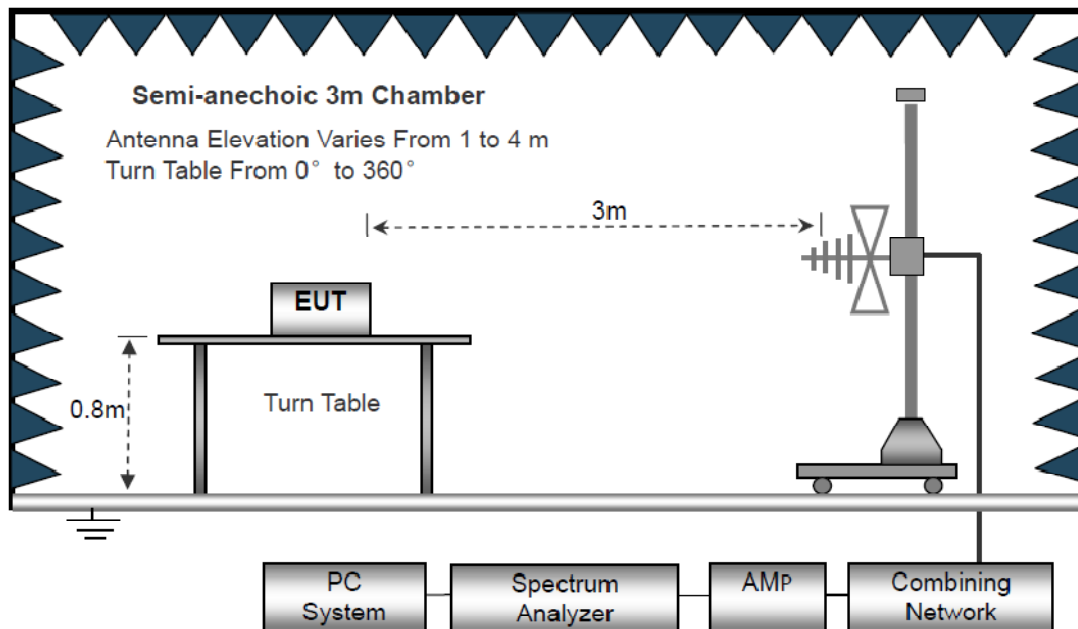 Semi-anechoic 3m Chamber
Antenna Elevation Varies From 1 to 4 m
Turn Table From 0° to 360°
3m
EUT
0.8m
Turn Table
PC
System
Spectrum
Analyzer
AMP
Combining
Network